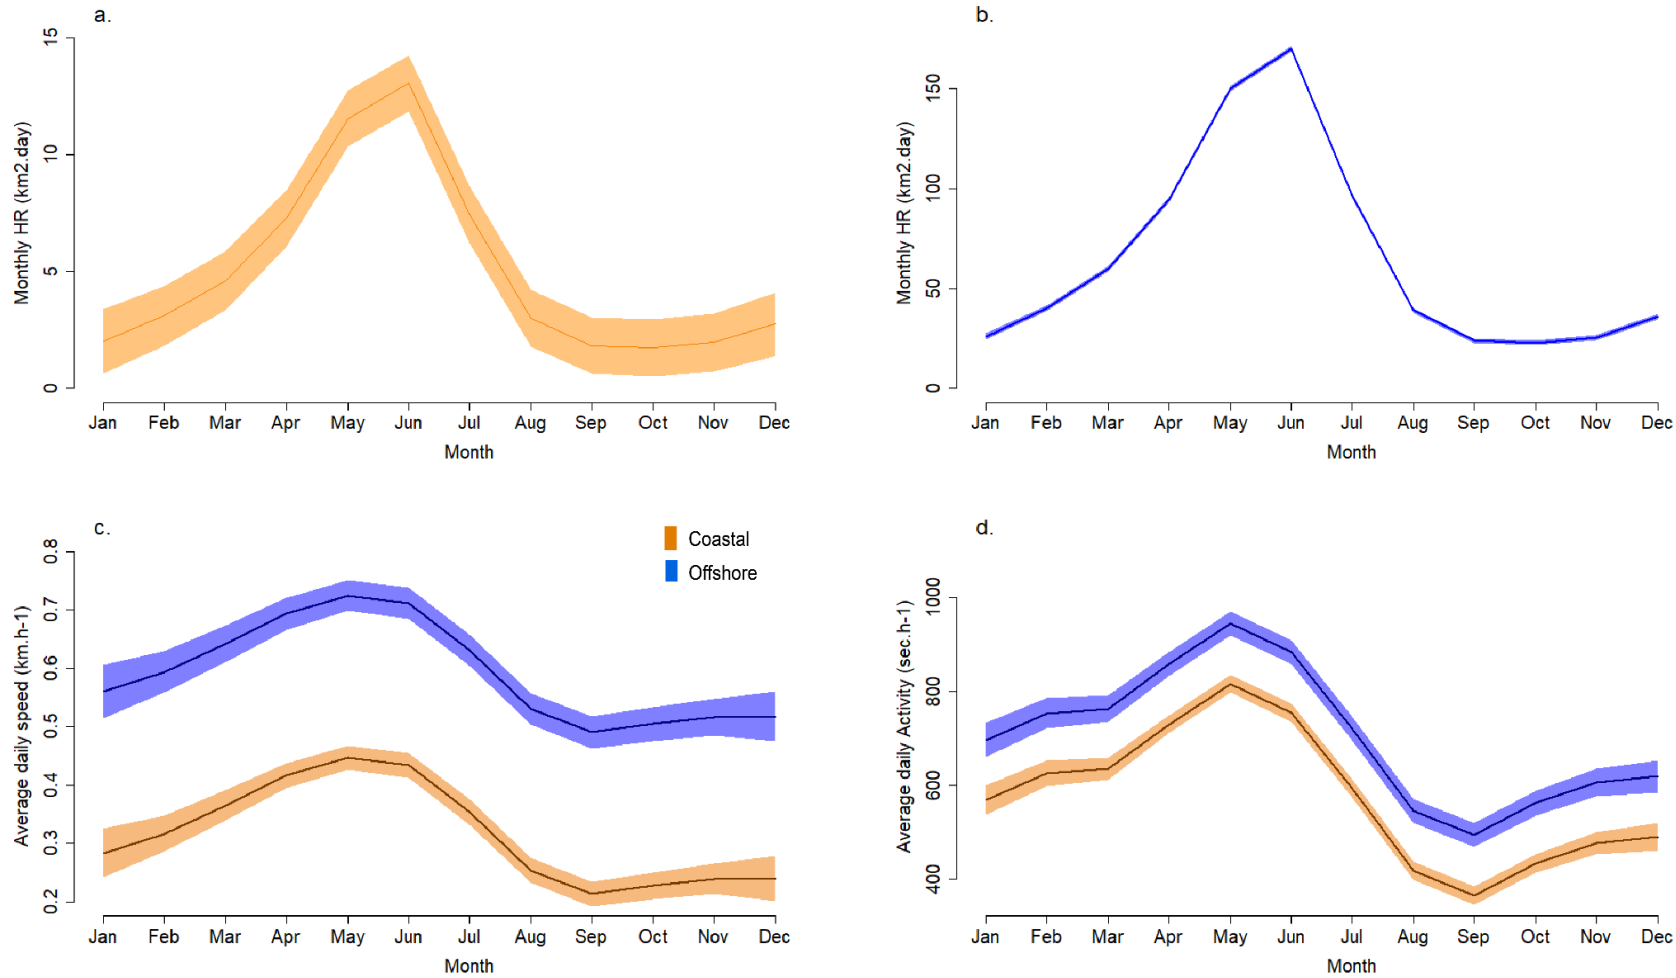 a.
Monthly HR (km2.day)
15
10
5
0
Jan Feb Mar Apr May Jun Jul Aug Sep Oct Nov Dec
Month
b.
Monthly HR (km2.day)
150
100
50
0
Jan Feb Mar Apr May Jun Jul Aug Sep Oct Nov Dec
Month
c.
Coastal
Offshore
Average daily speed (km.h-1)
0.8
0.7
0.6
0.5
0.4
0.3
0.2
Jan Feb Mar Apr May Jun Jul Aug Sep Oct Nov Dec
Month
d.
Average daily Activity (sec.h-1)
1000
800
600
400
Jan Feb Mar Apr May Jun Jul Aug Sep Oct Nov Dec
Month